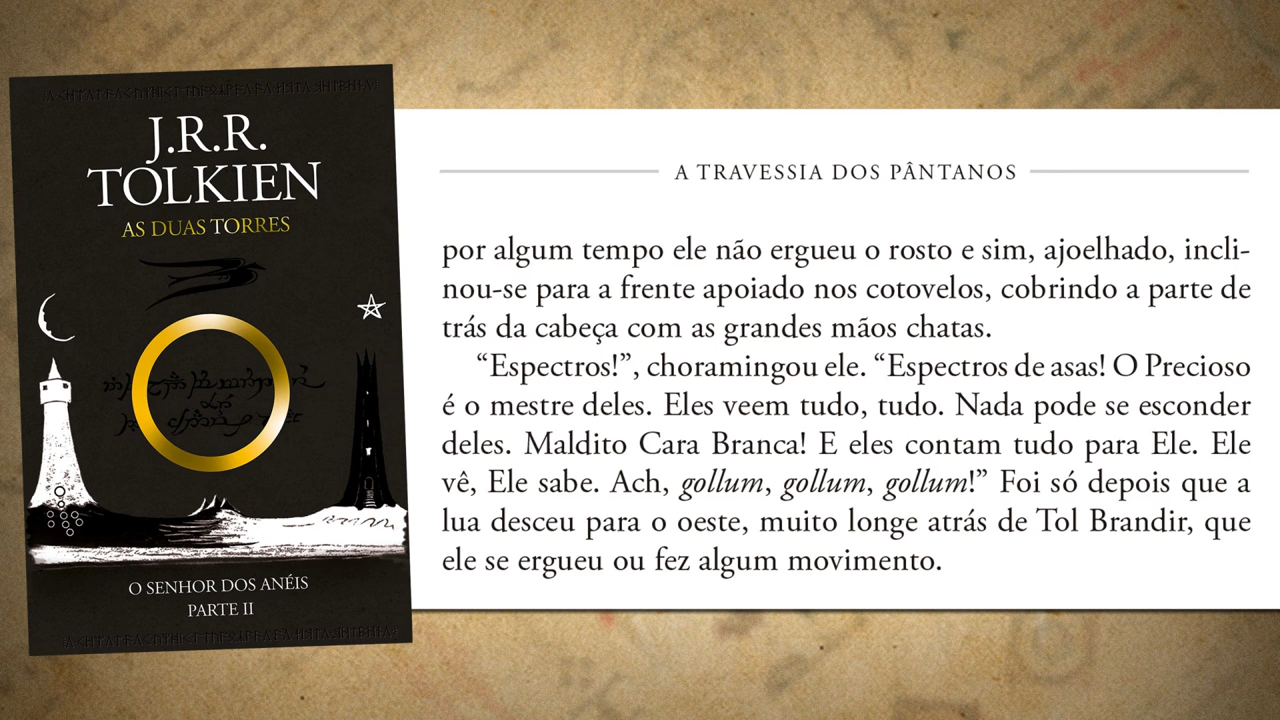 J.R.R.
TOLKIEN
AS DUAS TORRES
O SENHOR DOS ANÉIS
PARTE II
A TRAVESSIA DOS PÂNTANOS
por algum tempo ele não ergueu o rosto e sim, ajoelhado, incli-
nou-se para a frente apoiado nos cotovelos, cobrindo a parte de
trás da cabeça com as grandes mãos chatas.
“Espectros!”, choramingou ele. “Espectros de asas! O Precioso
é o mestre deles. Eles veem tudo, tudo. Nada pode se esconder
deles. Maldito Cara Branca! E eles contam tudo para Ele. Ele
vê, Ele sabe. Ach, gollum, gollum, gollum!” Foi só depois que a
lua desceu para o oeste, muito longe atrás de Tol Brandir, que
ele se ergueu ou fez algum movimento.